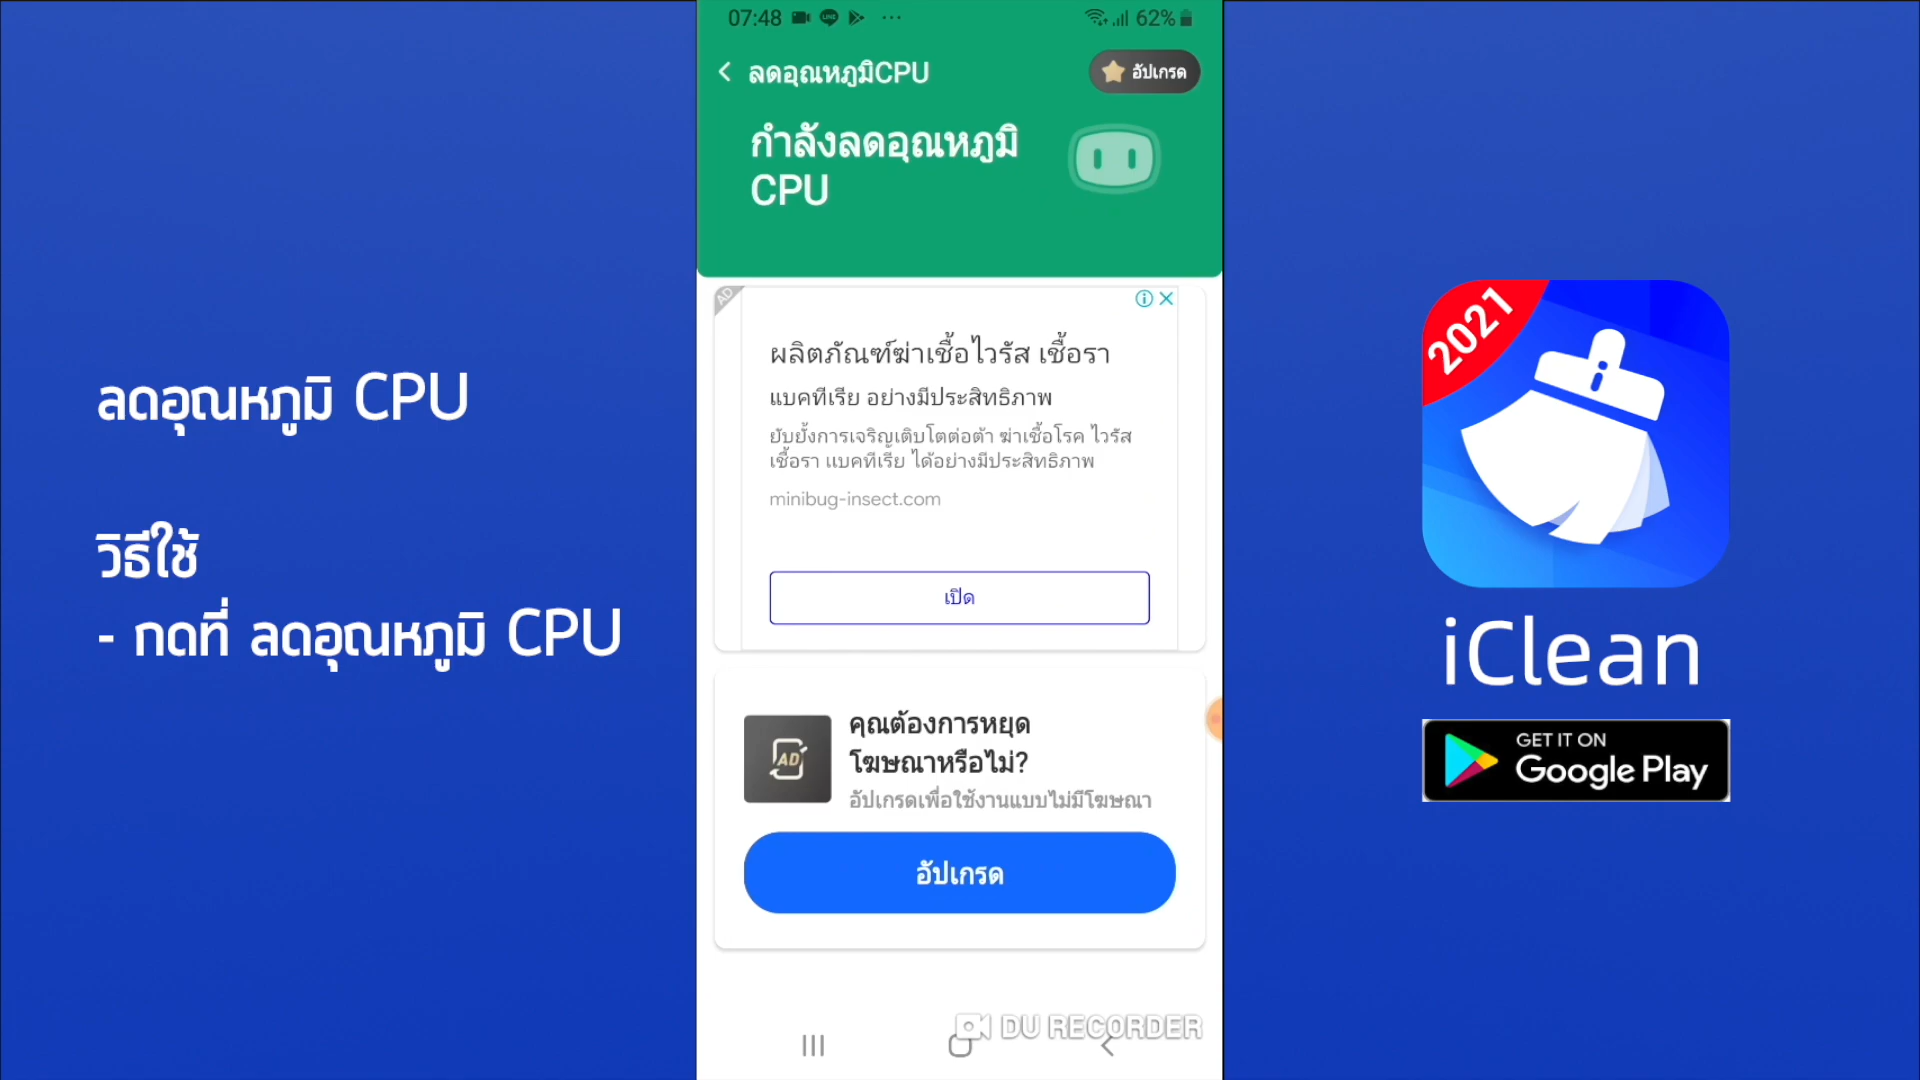 ลดอุณหภูมิ CPU
วิธีใช้
- กดที่ ลดอุณหภูมิ CPU
07:48
62%
ลดอุณหภูมิCPU
อัปเกรด
กำลังลดอุณหภูมิ
CPU
AD
ผลิตภัณฑ์ฆ่าเชื้อไวรัส เชื้อรา
แบคทีเรีย อย่างมีประสิทธิภาพ
ยับยั้งการเจริญเติบโตต่อต้า ฆ่าเชื้อโรค ไวรัส
เชื้อรา แบคทีเรีย ได้อย่างมีประสิทธิภาพ
minibug-insect.com
เปิด
AD
คุณต้องการหยุด
โฆษณาหรือไม่?
อัปเกรดเพื่อใช้งานแบบไม่มีโฆษณา
อัปเกรด
DU RECORDER
2021
iClean
GET IT ON
Google Play